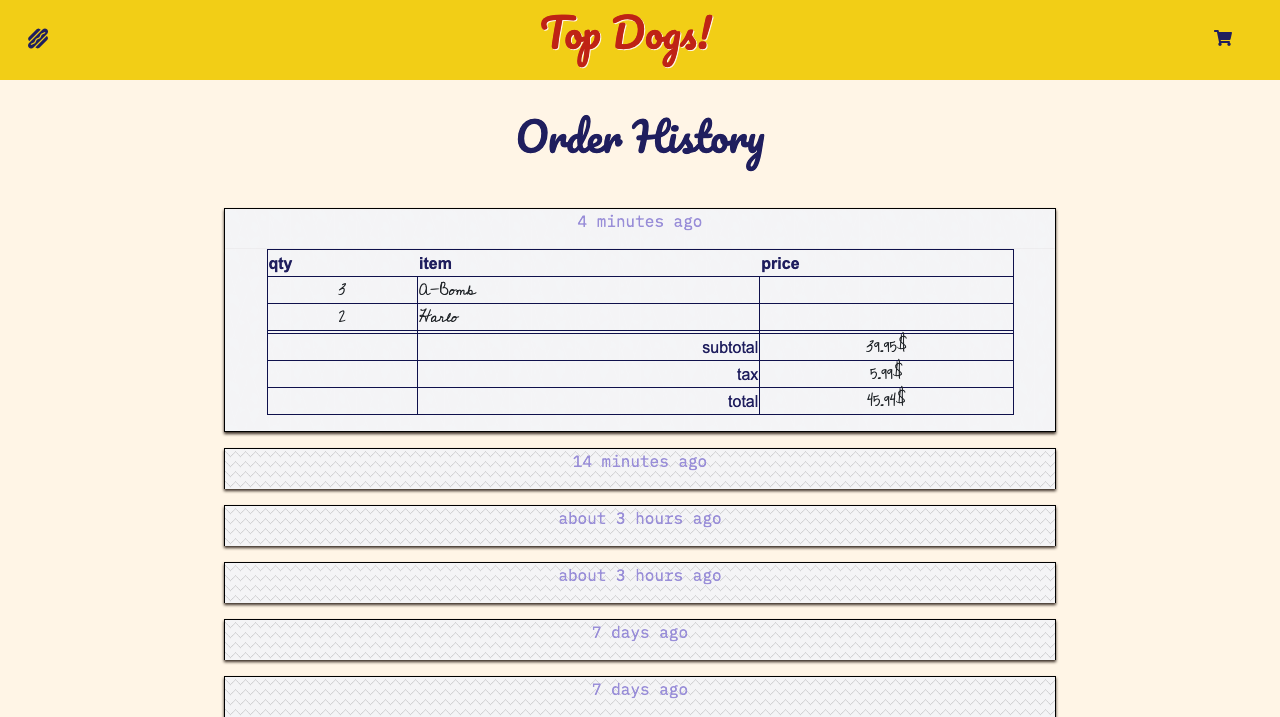 Top Dogs!
Order History
4 minutes ago
qty item price
3 A-Bomb
2 Harlo
subtotal 39.95$
tax 5.99$
total 45.94$
14 minutes ago
about 3 hours ago
about 3 hours ago
7 days ago
7 days ago